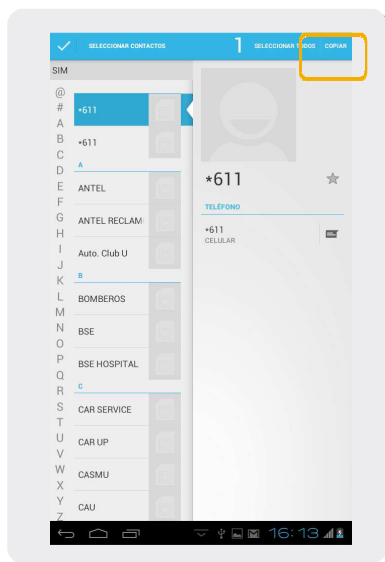 SELECCIONAR CONTACTOS 1 SELECCIONAR TODOS COPIAR
SIM
@
#
A
B
C
D
E
F
G
H
I
J
K
L
M
N
O
P
Q
R
S
T
U
V
W
X
Y
Z
*611
*611
A
ANTEL
ANTEL RECLAM
Auto. Club U
B
BOMBEROS
BSE
BSE HOSPITAL
C
CAR SERVICE
CAR UP
CASMU
CAU
*611
TELÉFONO
*611
CELULAR
16:13